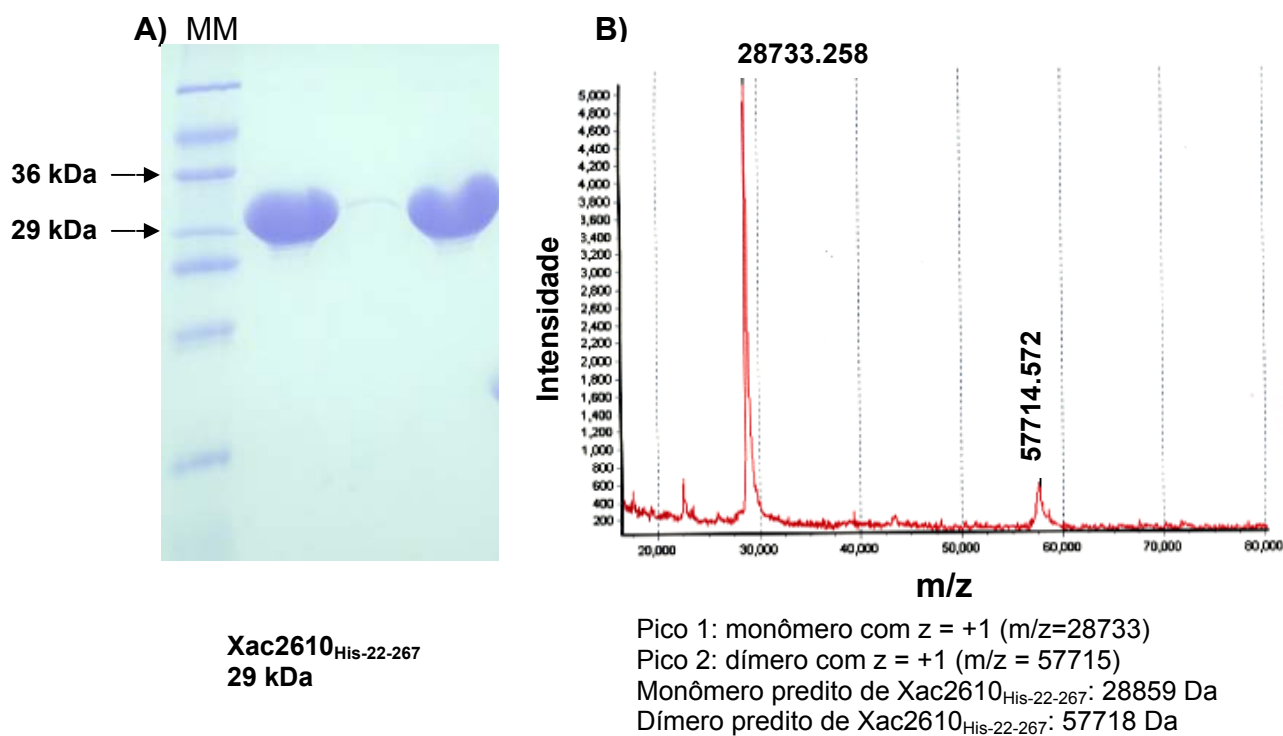 A) MM
36 kDa
29 kDa
Xac2610His-22-267
29 kDa
B)
28733.258
5,000
4,800
4,600
4,400
4,200
4,000
3,800
3,600
3,400
3,200
3,000
2,800
2,600
2,400
2,200
2,000
1,800
1,600
1,400
1,200
1,000
800
600
400
200
Intensidade
57714.572
20,000 30,000 40,000 50,000 60,000 70,000 80,000
m/z
Pico 1: monômero com z = +1 (m/z=28733)
Pico 2: dímero com z = +1 (m/z = 57715)
Monômero predito de Xac2610His-22-267: 28859 Da
Dímero predito de Xac2610His-22-267: 57718 Da